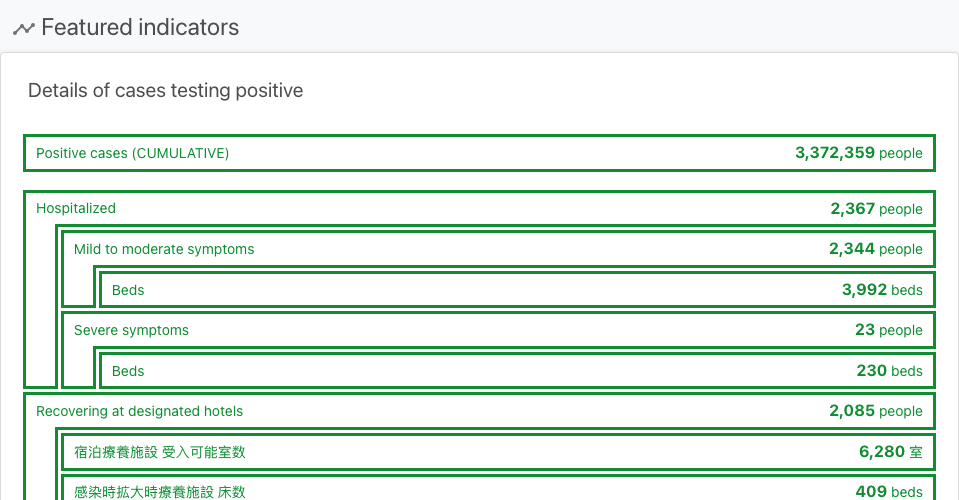 Featured indicators
Details of cases testing positive
Positive cases (CUMULATIVE) 3,372,359 people
Hospitalized 2,367 people
Mild to moderate symptoms 2,344 people
Beds 3,992 beds
Severe symptoms 23 people
Beds 230 beds
Recovering at designated hotels 2,085 people
宿泊療養施設 受入可能室数 6,280 室
感染時拡大時療養施設 床数 409 beds